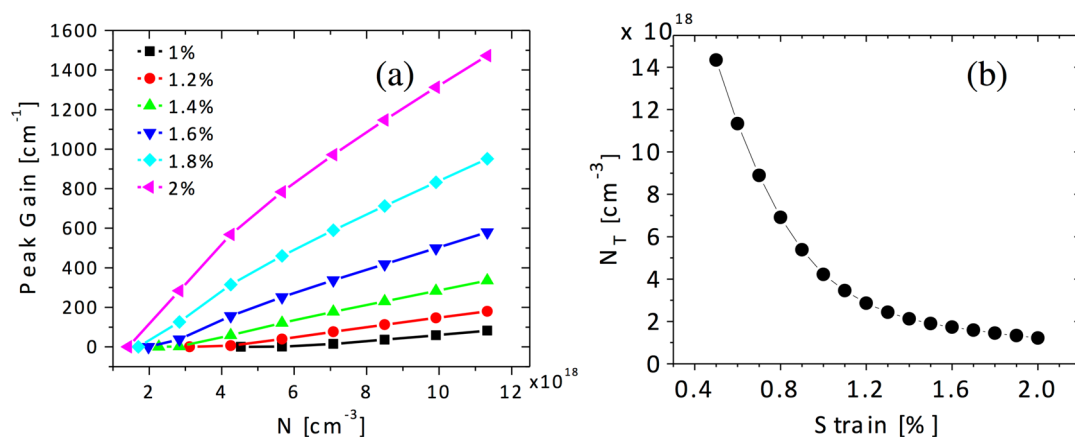 (a)
1%
1.2%
1.4%
1.6%
1.8%
2%
Peak Gain [cm⁻¹]
1600
1400
1200
1000
800
600
400
200
0
2 4 6 8 10 12
x10¹⁸
N [cm⁻³]
x 10¹⁸
(b)
N_T [cm⁻³]
14
12
10
8
6
4
2
0
0.4 0.8 1.2 1.6 2.0
S train [%]